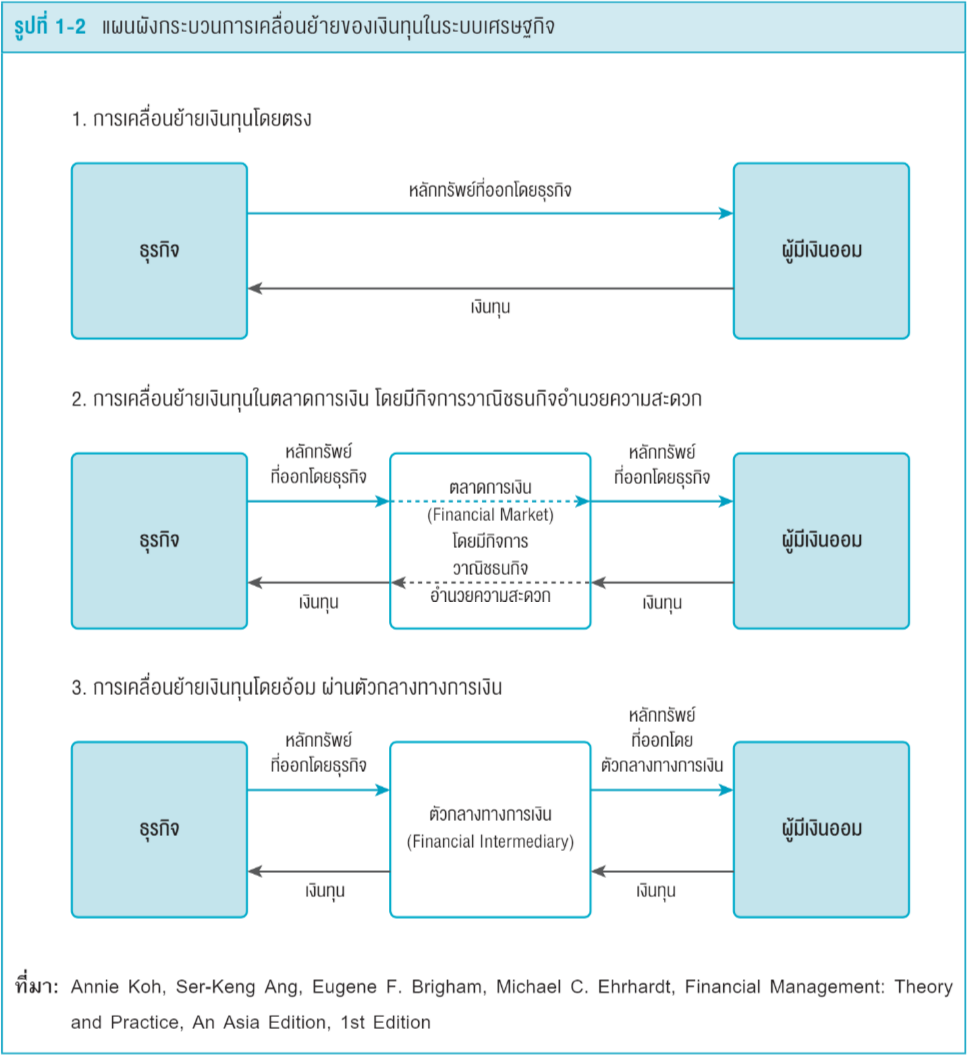 รูปที่ 1-2 แผนผังกระบวนการเคลื่อนย้ายของเงินทุนในระบบเศรษฐกิจ
1. การเคลื่อนย้ายเงินทุนโดยตรง
หลักทรัพย์ที่ออกโดยธุรกิจ
ธุรกิจ
ผู้มีเงินออม
เงินทุน
2. การเคลื่อนย้ายเงินทุนในตลาดการเงิน โดยมีกิจการวาณิชธนกิจอำนวยความสะดวก
หลักทรัพย์
ที่ออกโดยธุรกิจ
หลักทรัพย์
ที่ออกโดยธุรกิจ
ธุรกิจ
ตลาดการเงิน
(Financial Market)
โดยมีกิจการ
วาณิชธนกิจ
อำนวยความสะดวก
ผู้มีเงินออม
เงินทุน
เงินทุน
3. การเคลื่อนย้ายเงินทุนโดยอ้อม ผ่านตัวกลางทางการเงิน
หลักทรัพย์
ที่ออกโดยธุรกิจ
หลักทรัพย์
ที่ออกโดย
ตัวกลางทางการเงิน
ธุรกิจ
ตัวกลางทางการเงิน
(Financial Intermediary)
ผู้มีเงินออม
เงินทุน
เงินทุน
ที่มา: Annie Koh, Ser-Keng Ang, Eugene F. Brigham, Michael C. Ehrhardt, Financial Management: Theory
and Practice, An Asia Edition, 1st Edition